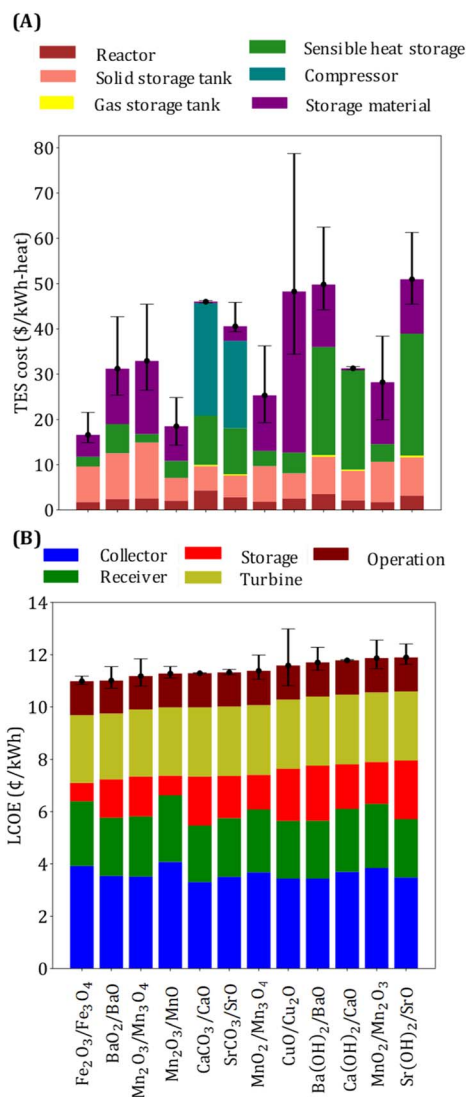 (A)
Reactor
Solid storage tank
Gas storage tank
Sensible heat storage
Compressor
Storage material
TES cost ($/kWh-heat)
80
70
60
50
40
30
20
10
0
(B)
Collector
Receiver
Storage
Turbine
Operation
LCOE (¢/kWh)
14
12
10
8
6
4
2
0
Fe₂O₃/Fe₃O₄
BaO₂/BaO
Mn₂O₃/Mn₃O₄
Mn₂O₃/MnO
CaCO₃/CaO
SrCO₃/SrO
MnO₂/Mn₃O₄
CuO/Cu₂O
Ba(OH)₂/BaO
Ca(OH)₂/CaO
MnO₂/Mn₂O₃
Sr(OH)₂/SrO